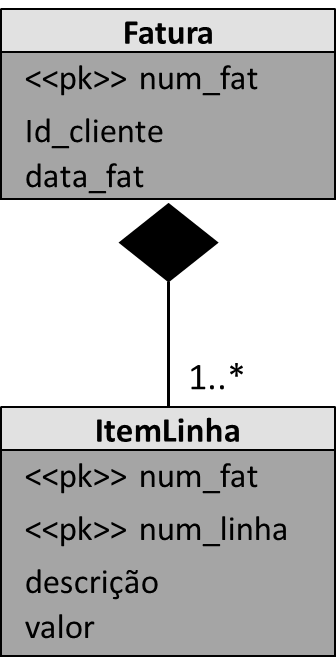 Fatura
<<pk>> num_fat
Id_cliente
data_fat
1..*
ItemLinha
<<pk>> num_fat
<<pk>> num_linha
descrição
valor